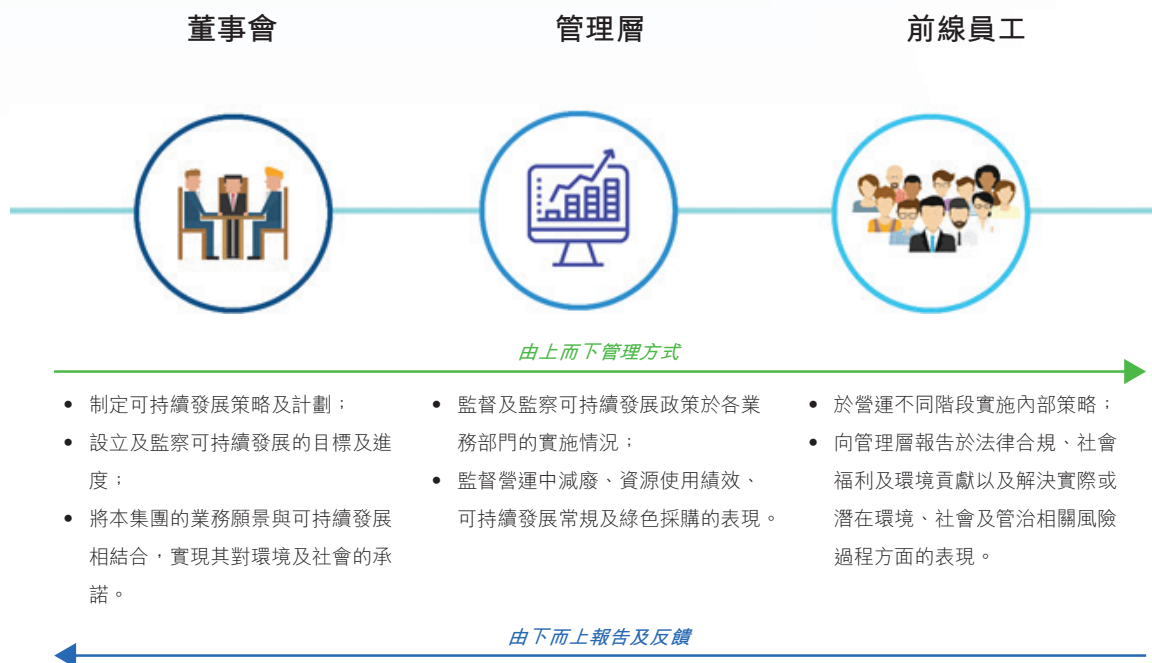 董事會
管理層
前線員工
由上而下管理方式
• 制定可持續發展策略及計劃；
• 設立及監察可持續發展的目標及進
度；
• 將本集團的業務願景與可持續發展
相結合，實現其對環境及社會的承
諾。
• 監督及監察可持續發展政策於各業
務部門的實施情況；
• 監督營運中減廢、資源使用績效、
可持續發展常規及綠色採購的表現。
• 於營運不同階段實施內部策略；
• 向管理層報告於法律合規、社會
福利及環境貢獻以及解決實際或
潛在環境、社會及管治相關風險
過程方面的表現。
由下而上報告及反饋